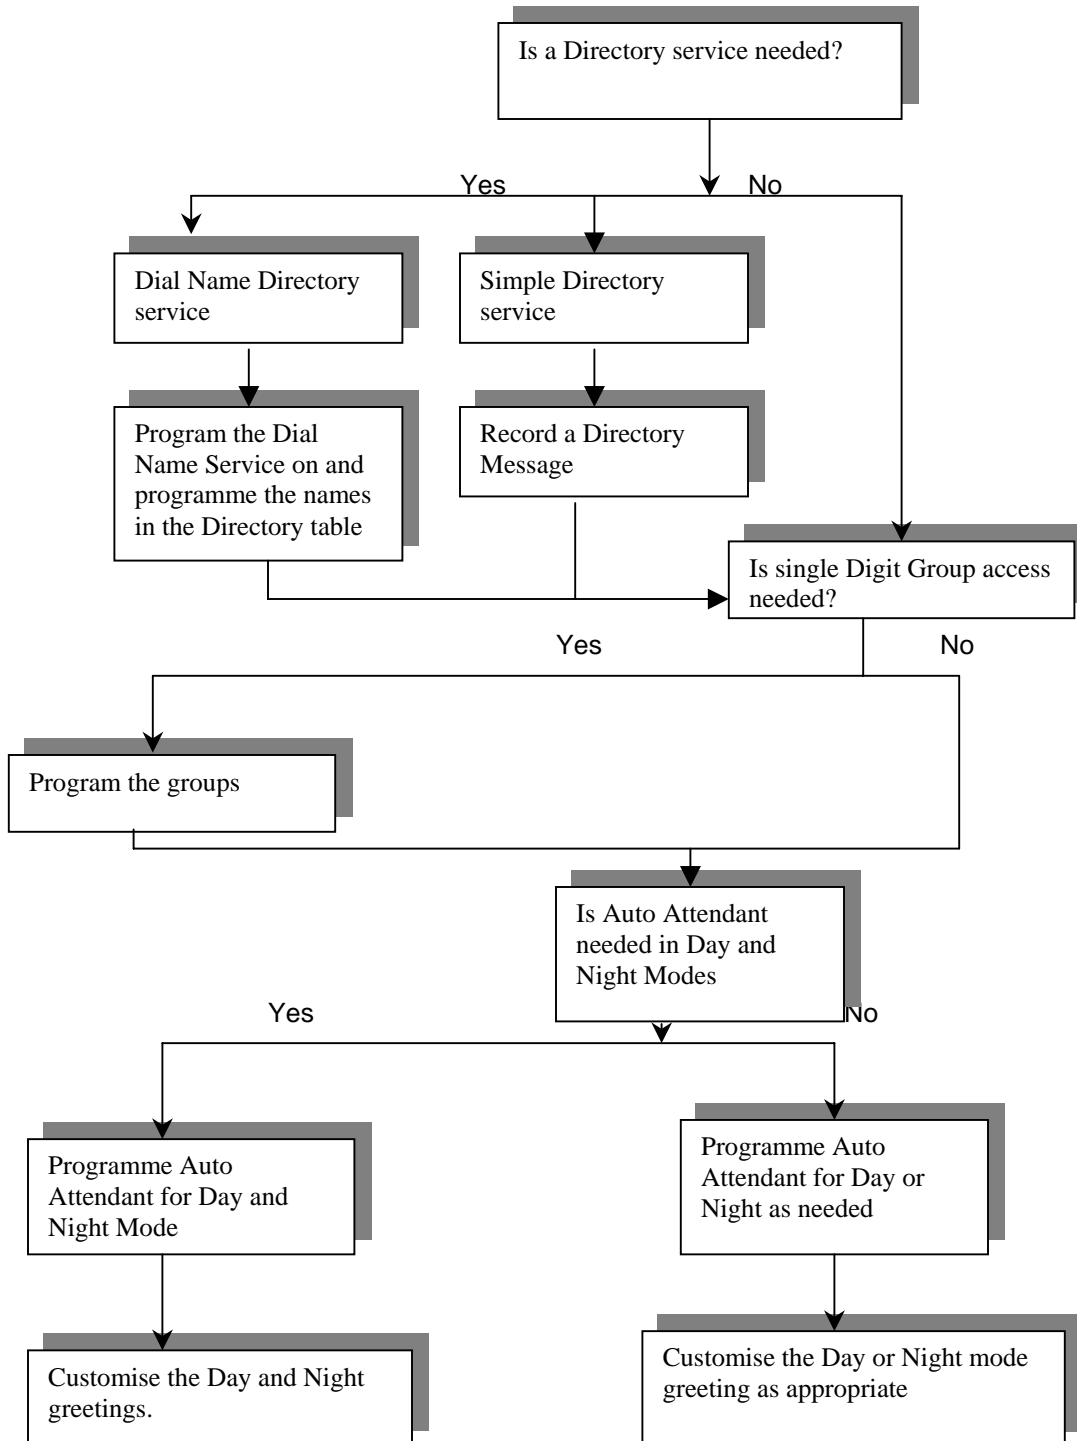 Is a Directory service needed?
Yes
No
Dial Name Directory
service
Simple Directory
service
Program the Dial
Name Service on and
programme the names
in the Directory table
Record a Directory
Message
Is single Digit Group access
needed?
Yes
No
Program the groups
Is Auto Attendant
needed in Day and
Night Modes
Yes
No
Programme Auto
Attendant for Day and
Night Mode
Programme Auto
Attendant for Day or
Night as needed
Customise the Day and Night
greetings.
Customise the Day or Night mode
greeting as appropriate